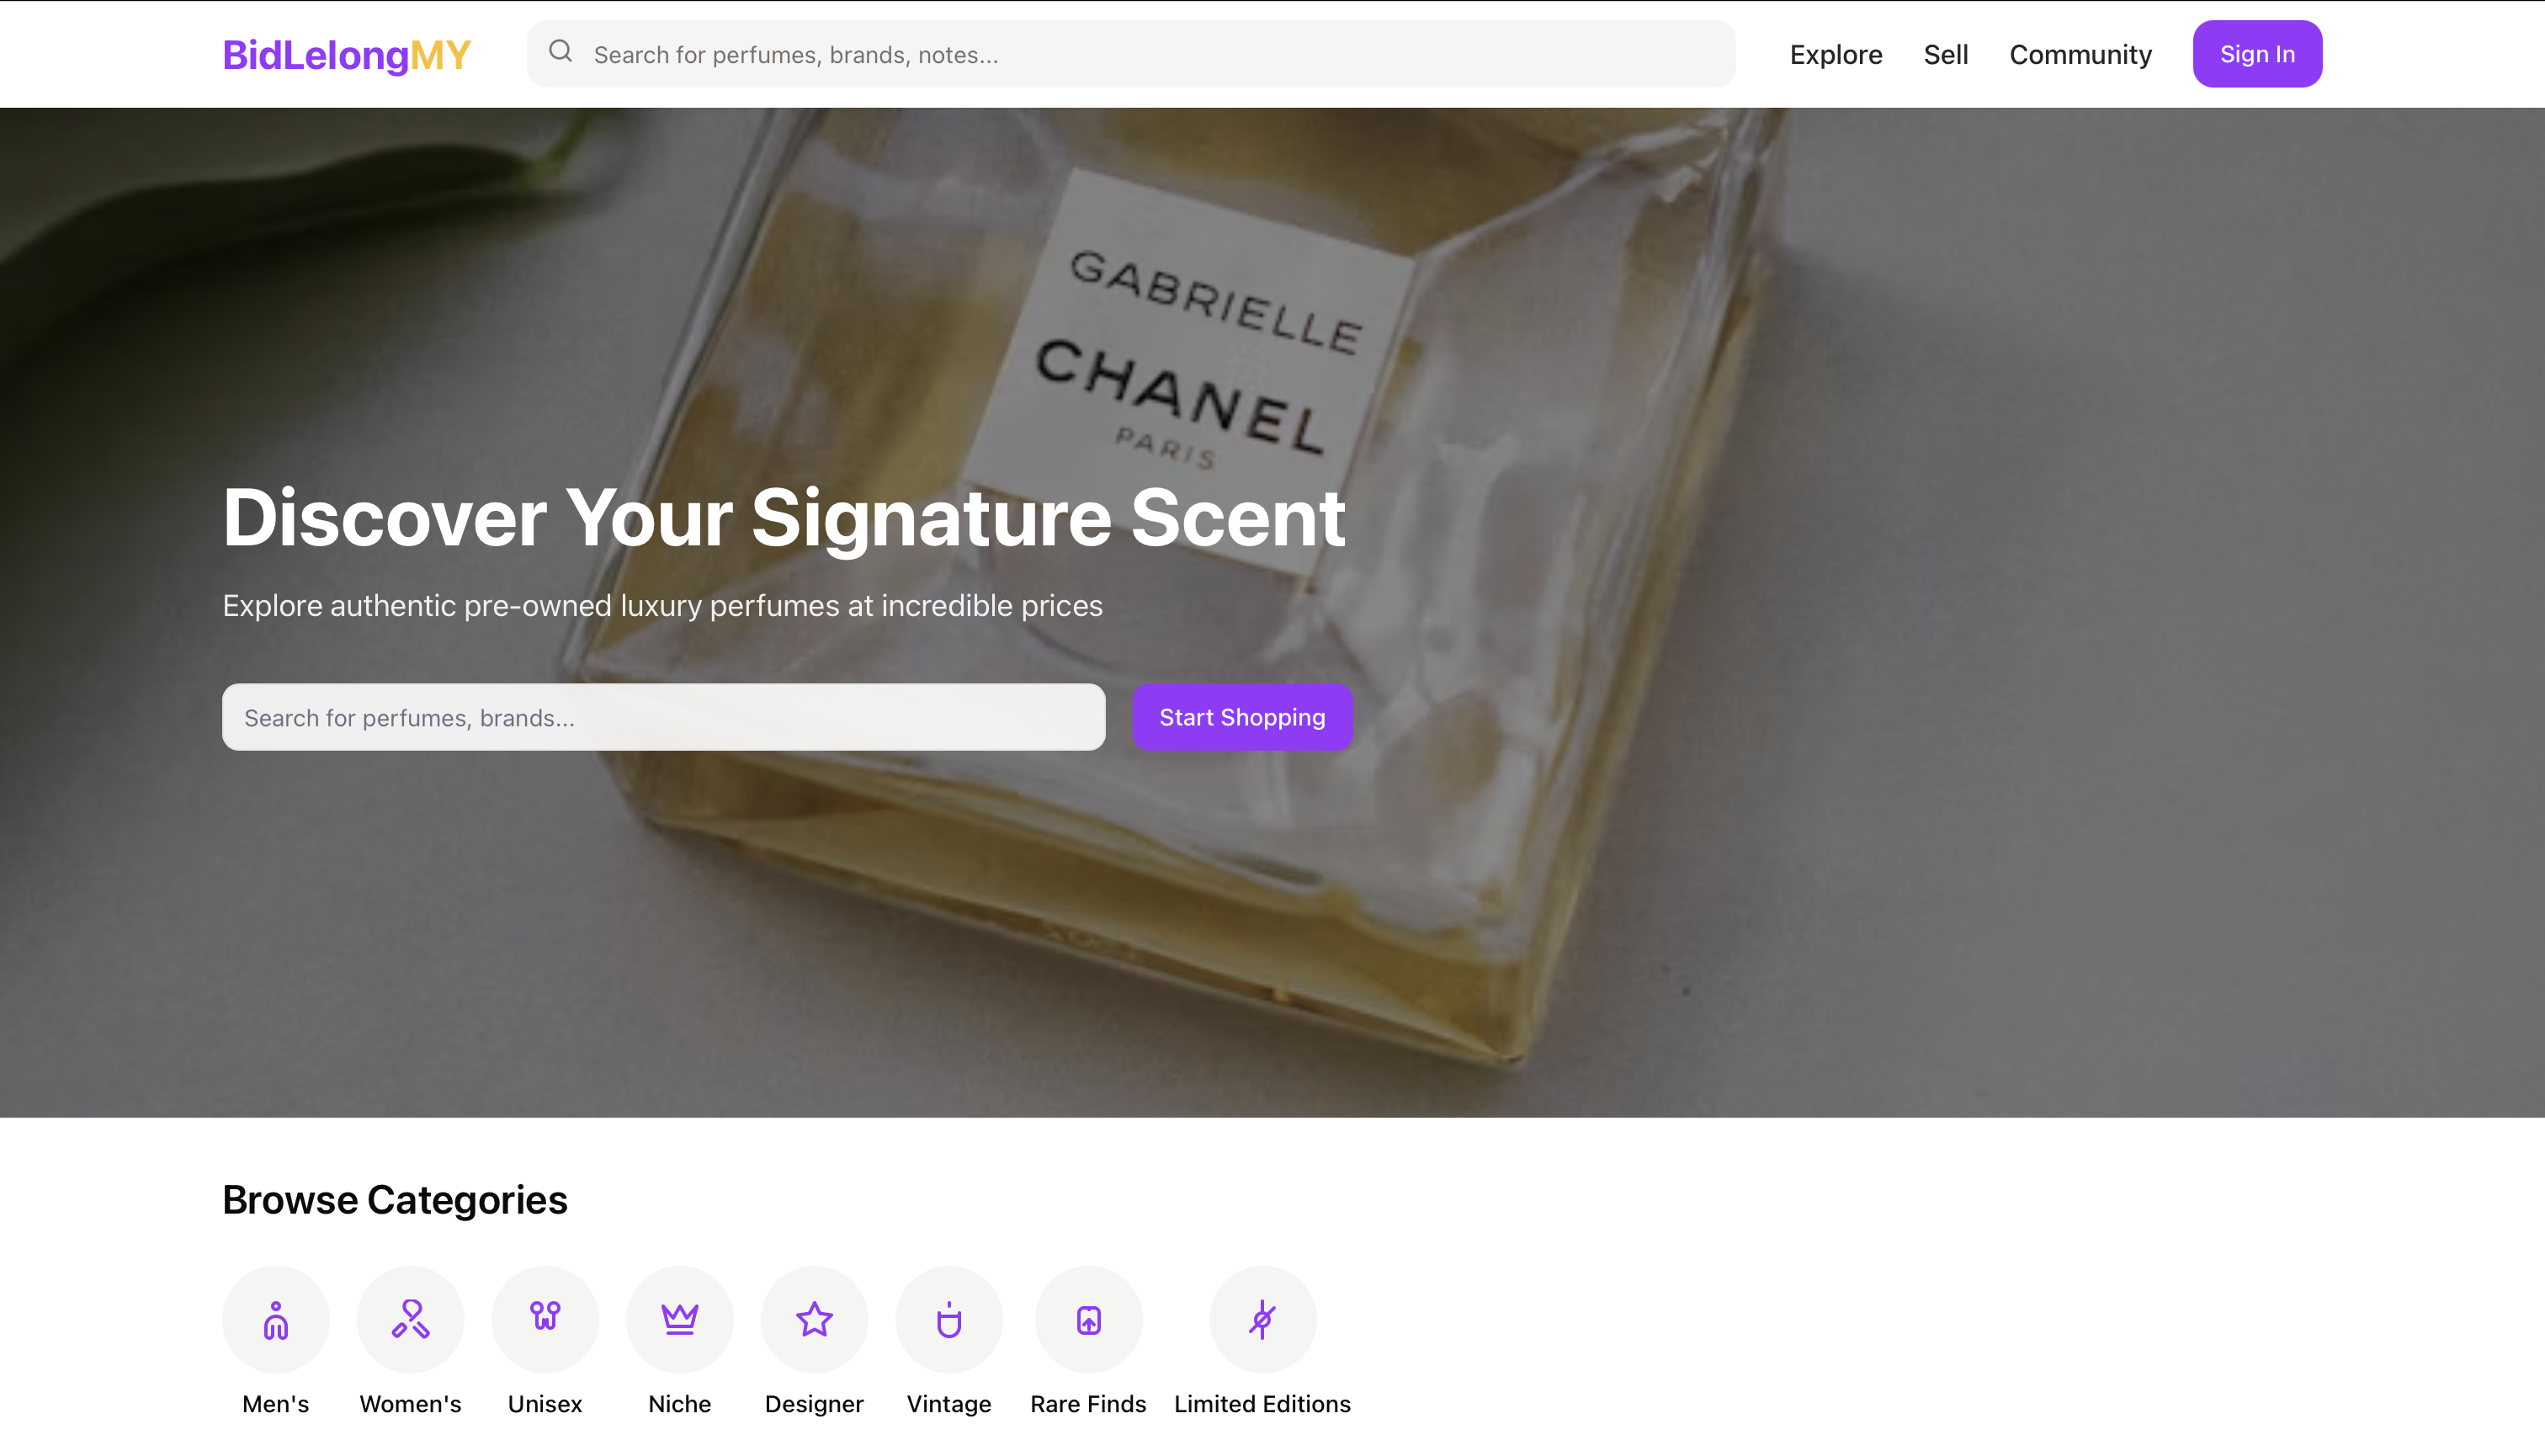 BidLelongMY
Search for perfumes, brands, notes...
Explore
Sell
Community
Sign In
GABRIELLE
CHANEL
PARIS
Discover Your Signature Scent
Explore authentic pre-owned luxury perfumes at incredible prices
Search for perfumes, brands...
Start Shopping
Browse Categories
Men's
Women's
Unisex
Niche
Designer
Vintage
Rare Finds
Limited Editions